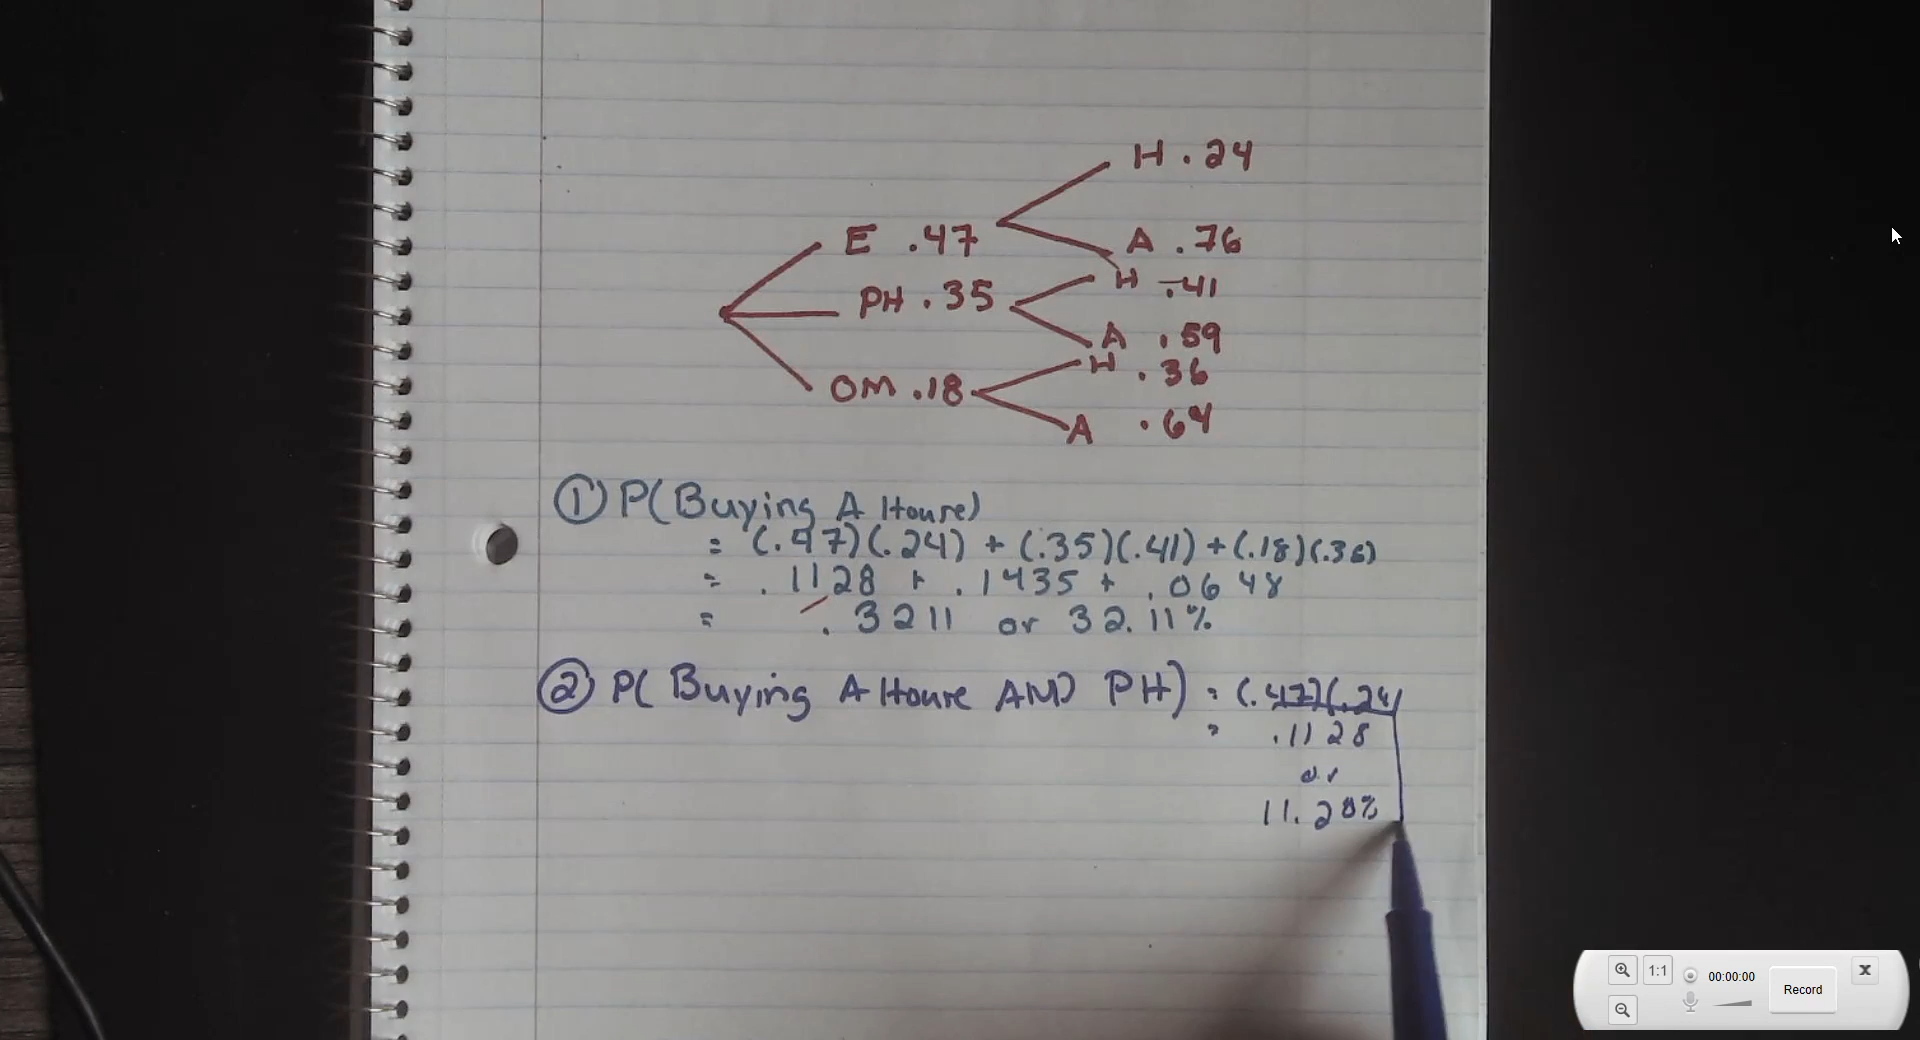 H .24
E .47
A .76
H .41
PH .35
A .59
H .36
OM .18
A .64
① P(Buying A House)
= (.47)(.24) + (.35)(.41) + (.18)(.36)
= .1128 + .1435 + .0648
= .3211 or 32.11%
② P(Buying A House AND PH) = (.47)(.24)
= .1128
or
11.28%
1:1
00:00:00
Record
x